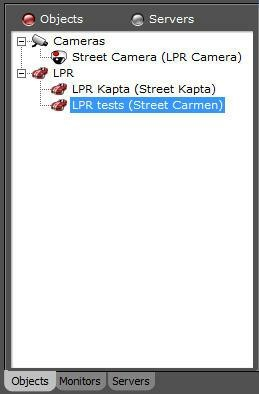 Objects Servers
Cameras
Street Camera (LPR Camera)
LPR
LPR Kapta (Street Kapta)
LPR tests (Street Carmen)
Objects Monitors Servers